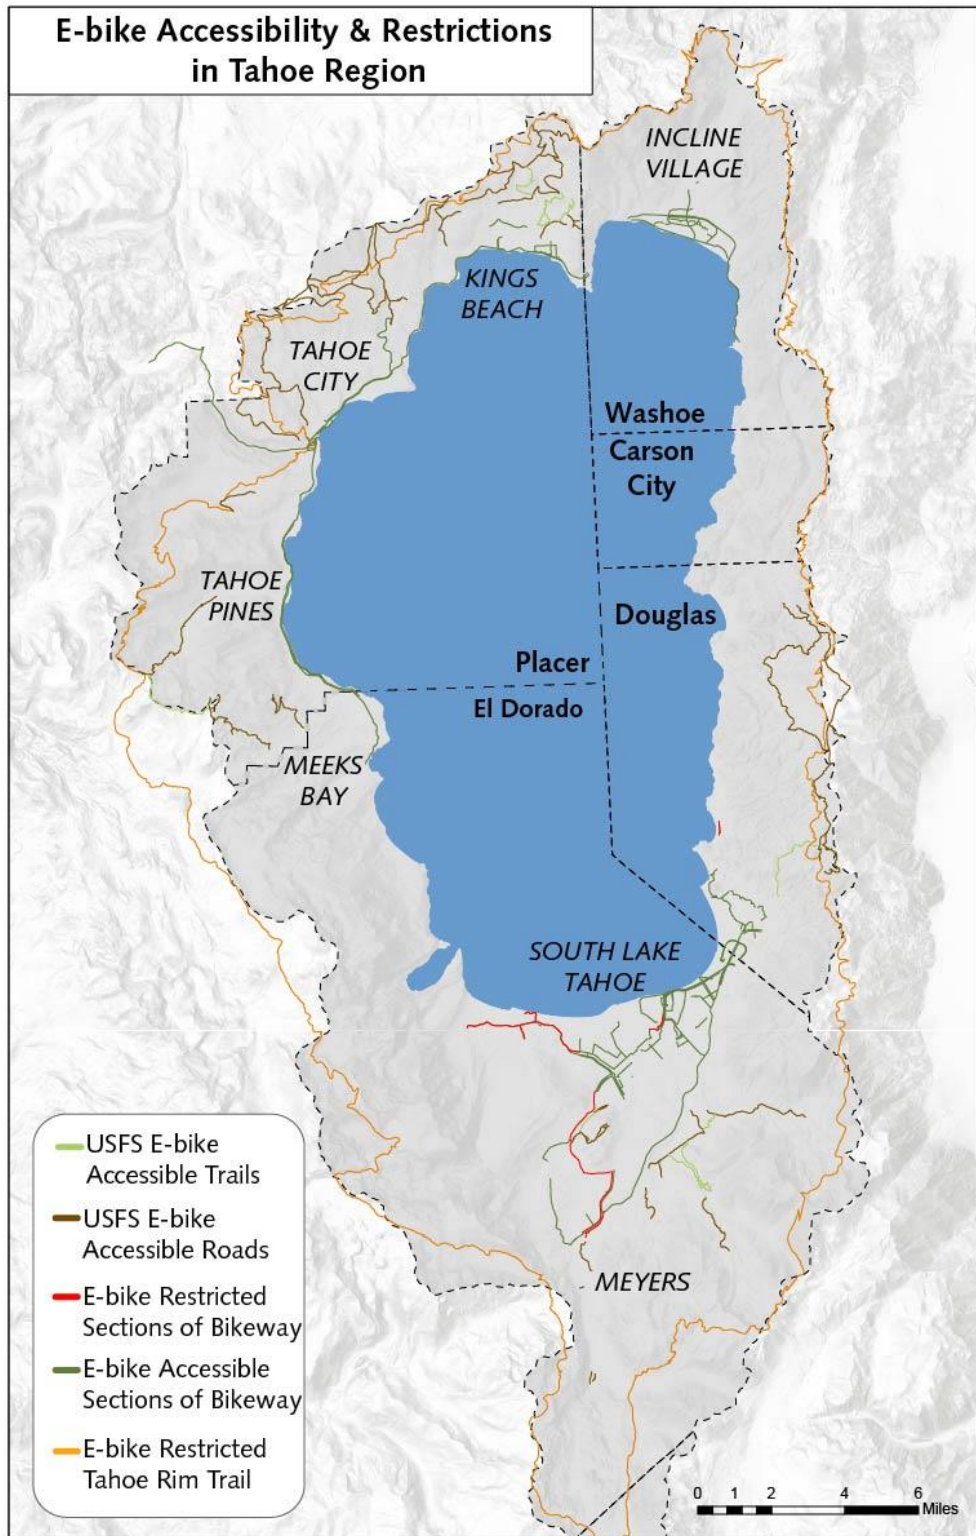 E-bike Accessibility & Restrictions
in Tahoe Region
INCLINE
VILLAGE
KINGS
BEACH
TAHOE
CITY
Washoe
Carson
City
TAHOE
PINES
Douglas
Placer
El Dorado
MEEKS
BAY
SOUTH LAKE
TAHOE
MEYERS
USFS E-bike
Accessible Trails
USFS E-bike
Accessible Roads
E-bike Restricted
Sections of Bikeway
E-bike Accessible
Sections of Bikeway
E-bike Restricted
Tahoe Rim Trail
0 1 2 4 6
Miles